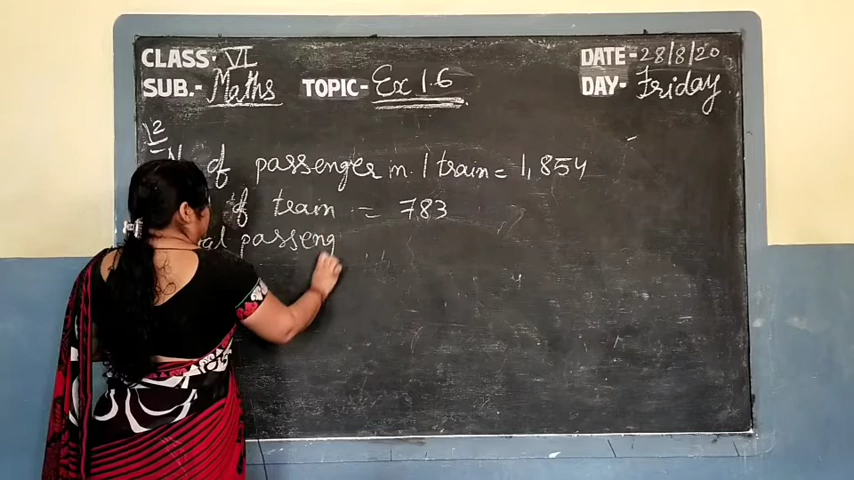 CLASS- VI
SUB.- Maths
TOPIC- Ex 1.6
DATE- 28/8/20
DAY- Friday
12
of passenger in 1 train = 1,854
of train = 783
al passeng